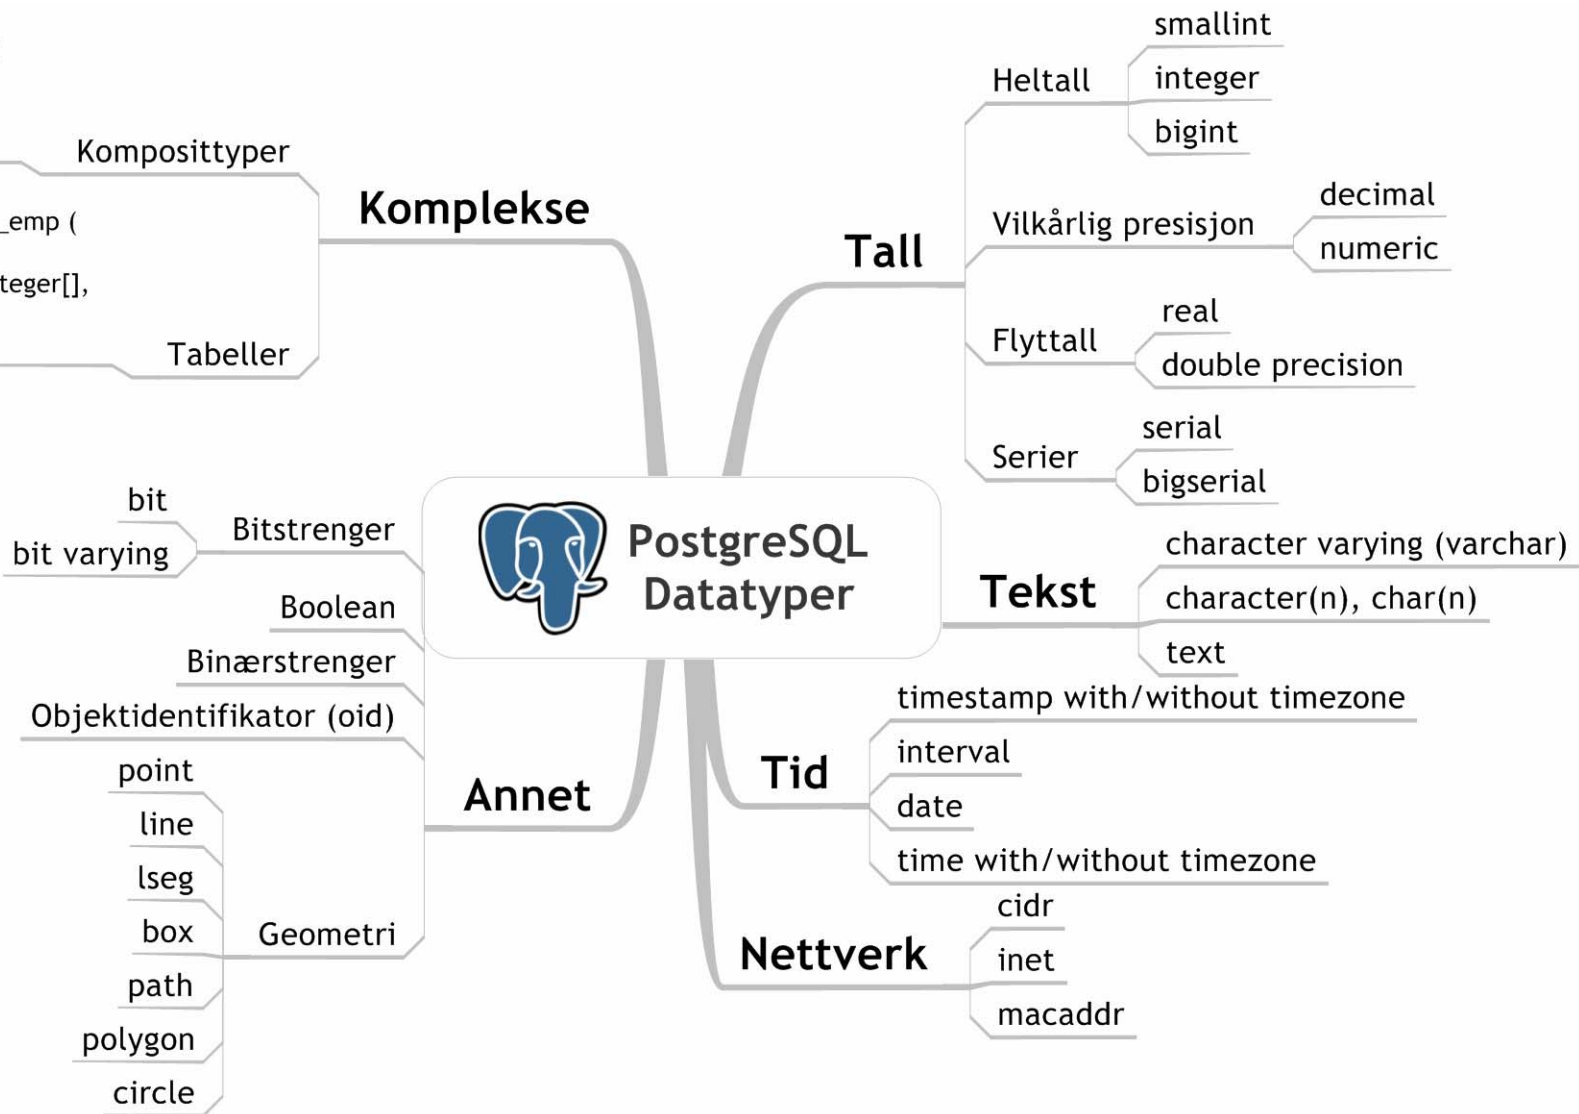 PostgreSQL
Datatyper
Komplekse
Komposittyper
_emp (
teger[],
Tabeller
Tall
Heltall
smallint
integer
bigint
Vilkårlig presisjon
decimal
numeric
Flyttall
real
double precision
Serier
serial
bigserial
Tekst
character varying (varchar)
character(n), char(n)
text
Tid
timestamp with/without timezone
interval
date
time with/without timezone
Nettverk
cidr
inet
macaddr
Annet
Bitstrenger
bit
bit varying
Boolean
Binærstrenger
Objektidentifikator (oid)
Geometri
point
line
lseg
box
path
polygon
circle